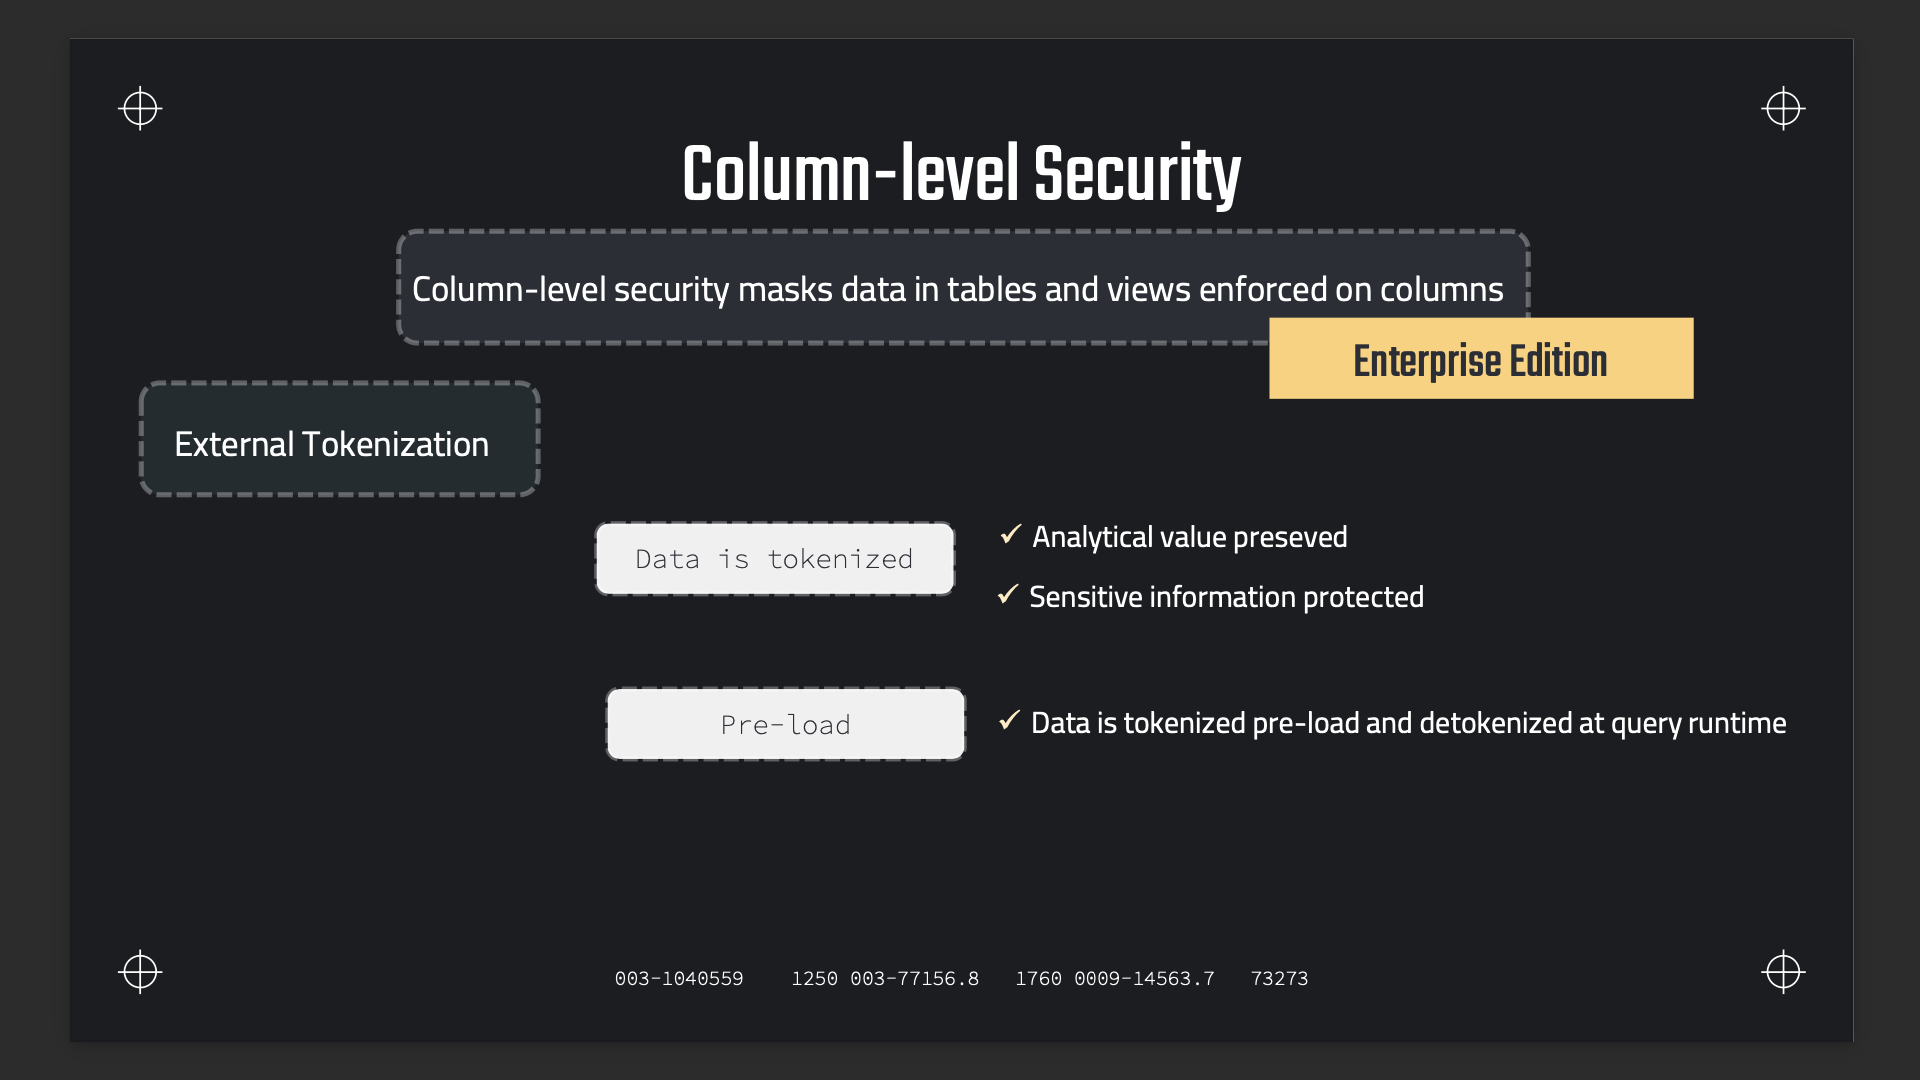 Column-level Security
Column-level security masks data in tables and views enforced on columns
Enterprise Edition
External Tokenization
Data is tokenized
✓ Analytical value preseved
✓ Sensitive information protected
Pre-load
✓ Data is tokenized pre-load and detokenized at query runtime
003-1040559 1250 003-77156.8 1760 0009-14563.7 73273